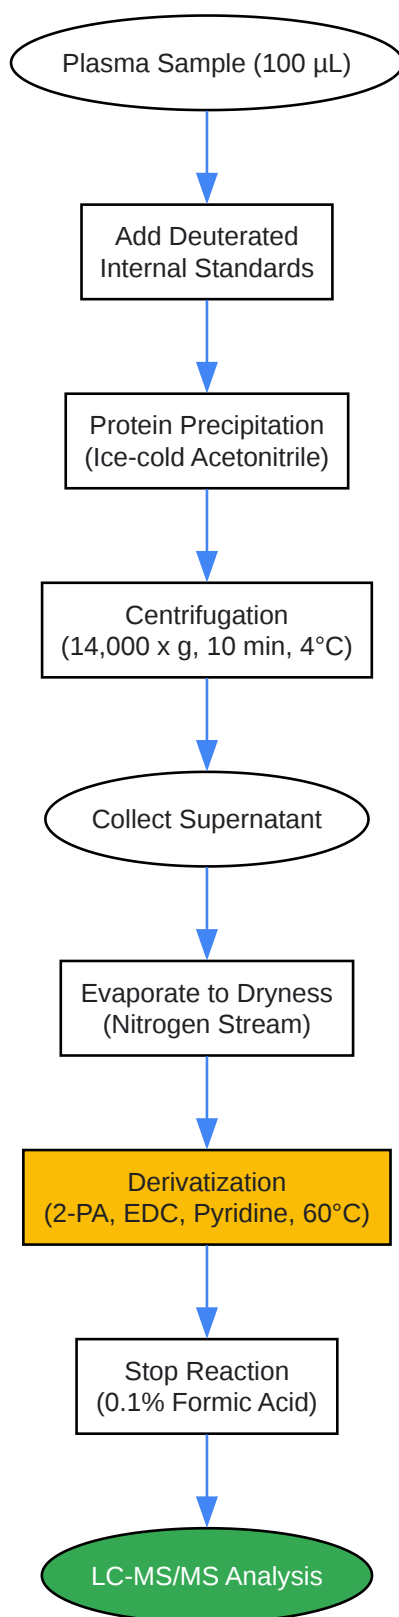 Plasma Sample (100 µL)
Add Deuterated
Internal Standards
Protein Precipitation
(Ice-cold Acetonitrile)
Centrifugation
(14,000 x g, 10 min, 4°C)
Collect Supernatant
Evaporate to Dryness
(Nitrogen Stream)
Derivatization
(2-PA, EDC, Pyridine, 60°C)
Stop Reaction
(0.1% Formic Acid)
LC-MS/MS Analysis